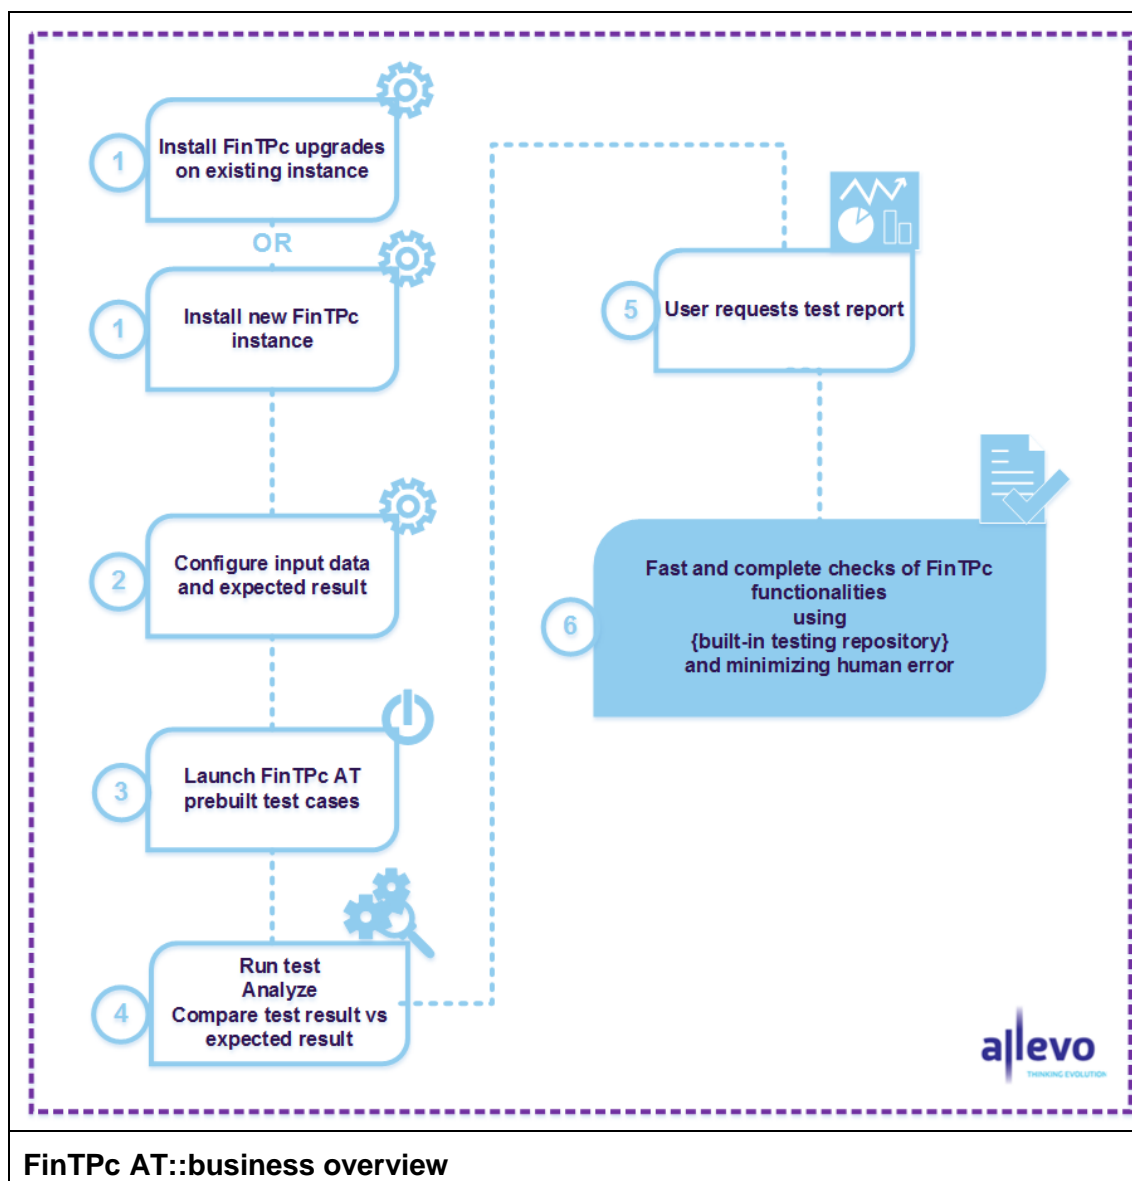 1
Install FinTPc upgrades
on existing instance
OR
1
Install new FinTPc
instance
2
Configure input data
and expected result
3
Launch FinTPc AT
prebuilt test cases
4
Run test
Analyze
Compare test result vs
expected result
5
User requests test report
6
Fast and complete checks of FinTPc
functionalities
using
{built-in testing repository}
and minimizing human error
allevo
THINKING EVOLUTION
FinTPc AT::business overview